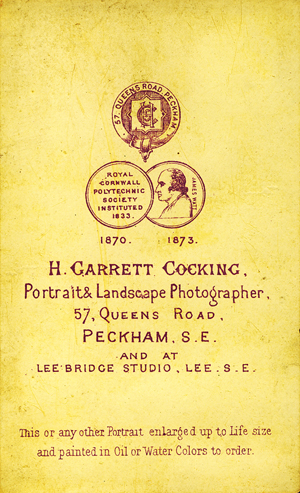 57, QUEENS ROAD, PECKHAM.
ROYAL
CORNWALL
POLYTECHNIC
SOCIETY
INSTITUTED
1833.
JAMES WATT
1870. 1873.
H. GARRETT COCKING,
Portrait & Landscape Photographer,
57, QUEENS ROAD,
PECKHAM, S.E.
AND AT
LEE BRIDGE STUDIO, LEE. S.E.
This or any other Portrait enlarged up to Life size
and painted in Oil or Water Colors to order.